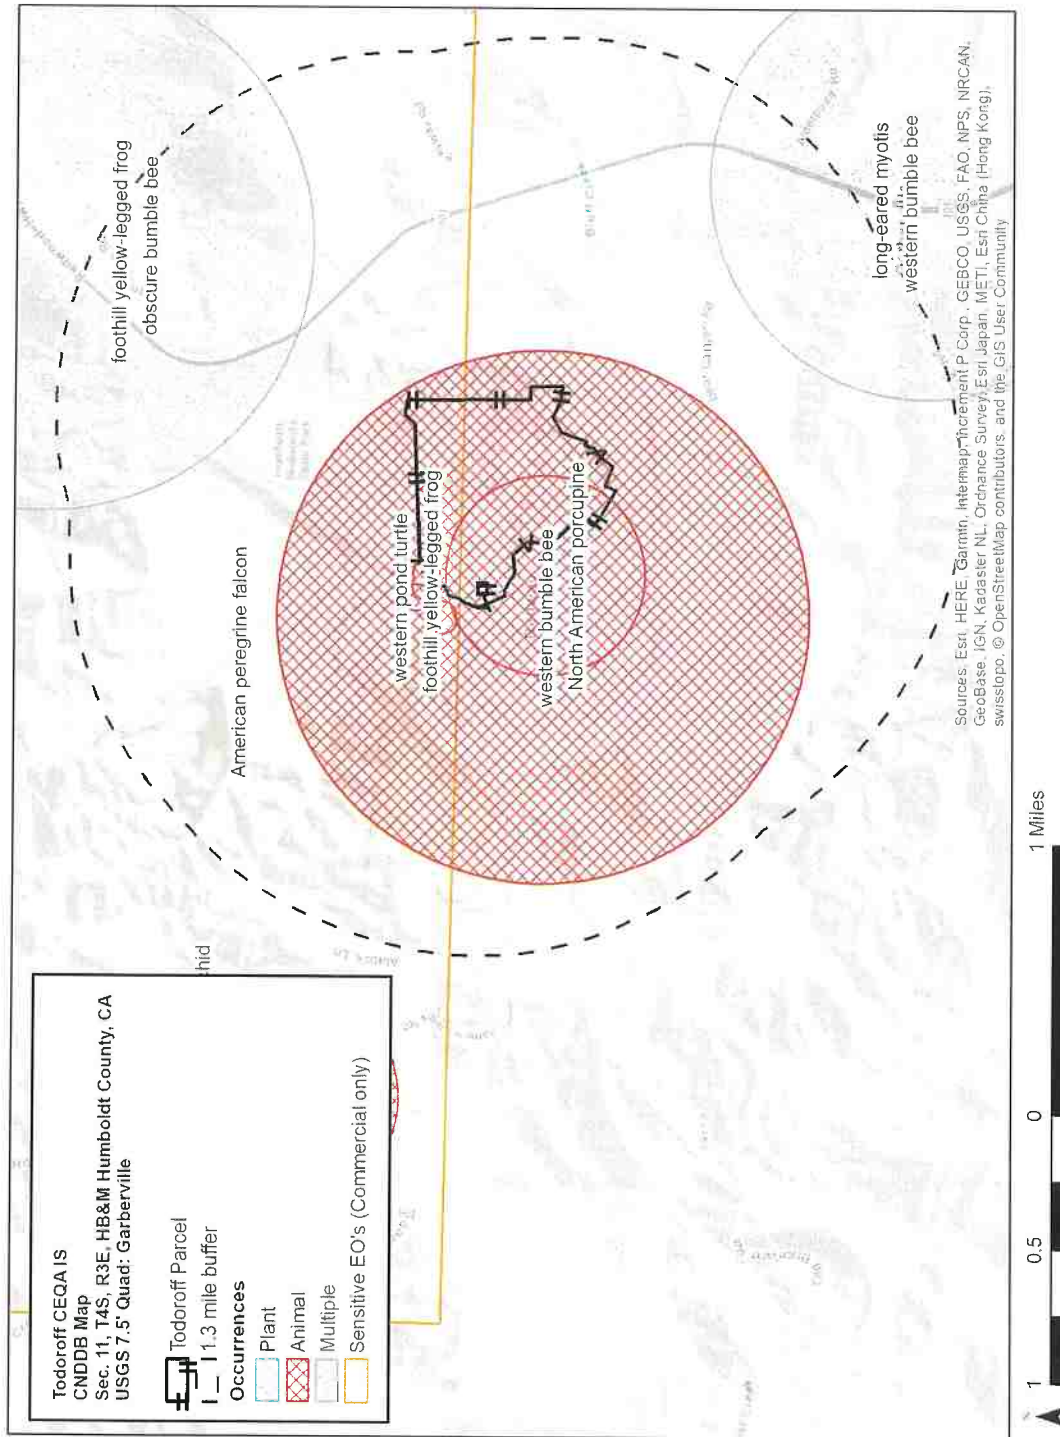 Todoroff CEQA IS
CNDDB Map
Sec. 11, T4S, R3E, HB&M Humboldt County, CA
USGS 7.5' Quad: Garberville
Todoroff Parcel
1.3 mile buffer
Occurrences
Plant
Animal
Multiple
Sensitive EO's (Commercial only)
hid
American peregrine falcon
foothill yellow-legged frog
obscure bumble bee
western pond turtle
foothill yellow-legged frog
western bumble bee
North American porcupine
long-eared myotis
western bumble bee
Bluff Creek
Sources: Esri, HERE, Garmin, Intermap, increment P Corp., GEBCO, USGS, FAO, NPS, NRCAN,
GeoBase, IGN, Kadaster NL, Ordnance Survey, Esri Japan, METI, Esri China (Hong Kong),
swisstopo, © OpenStreetMap contributors, and the GIS User Community
1 0.5 0 1 Miles